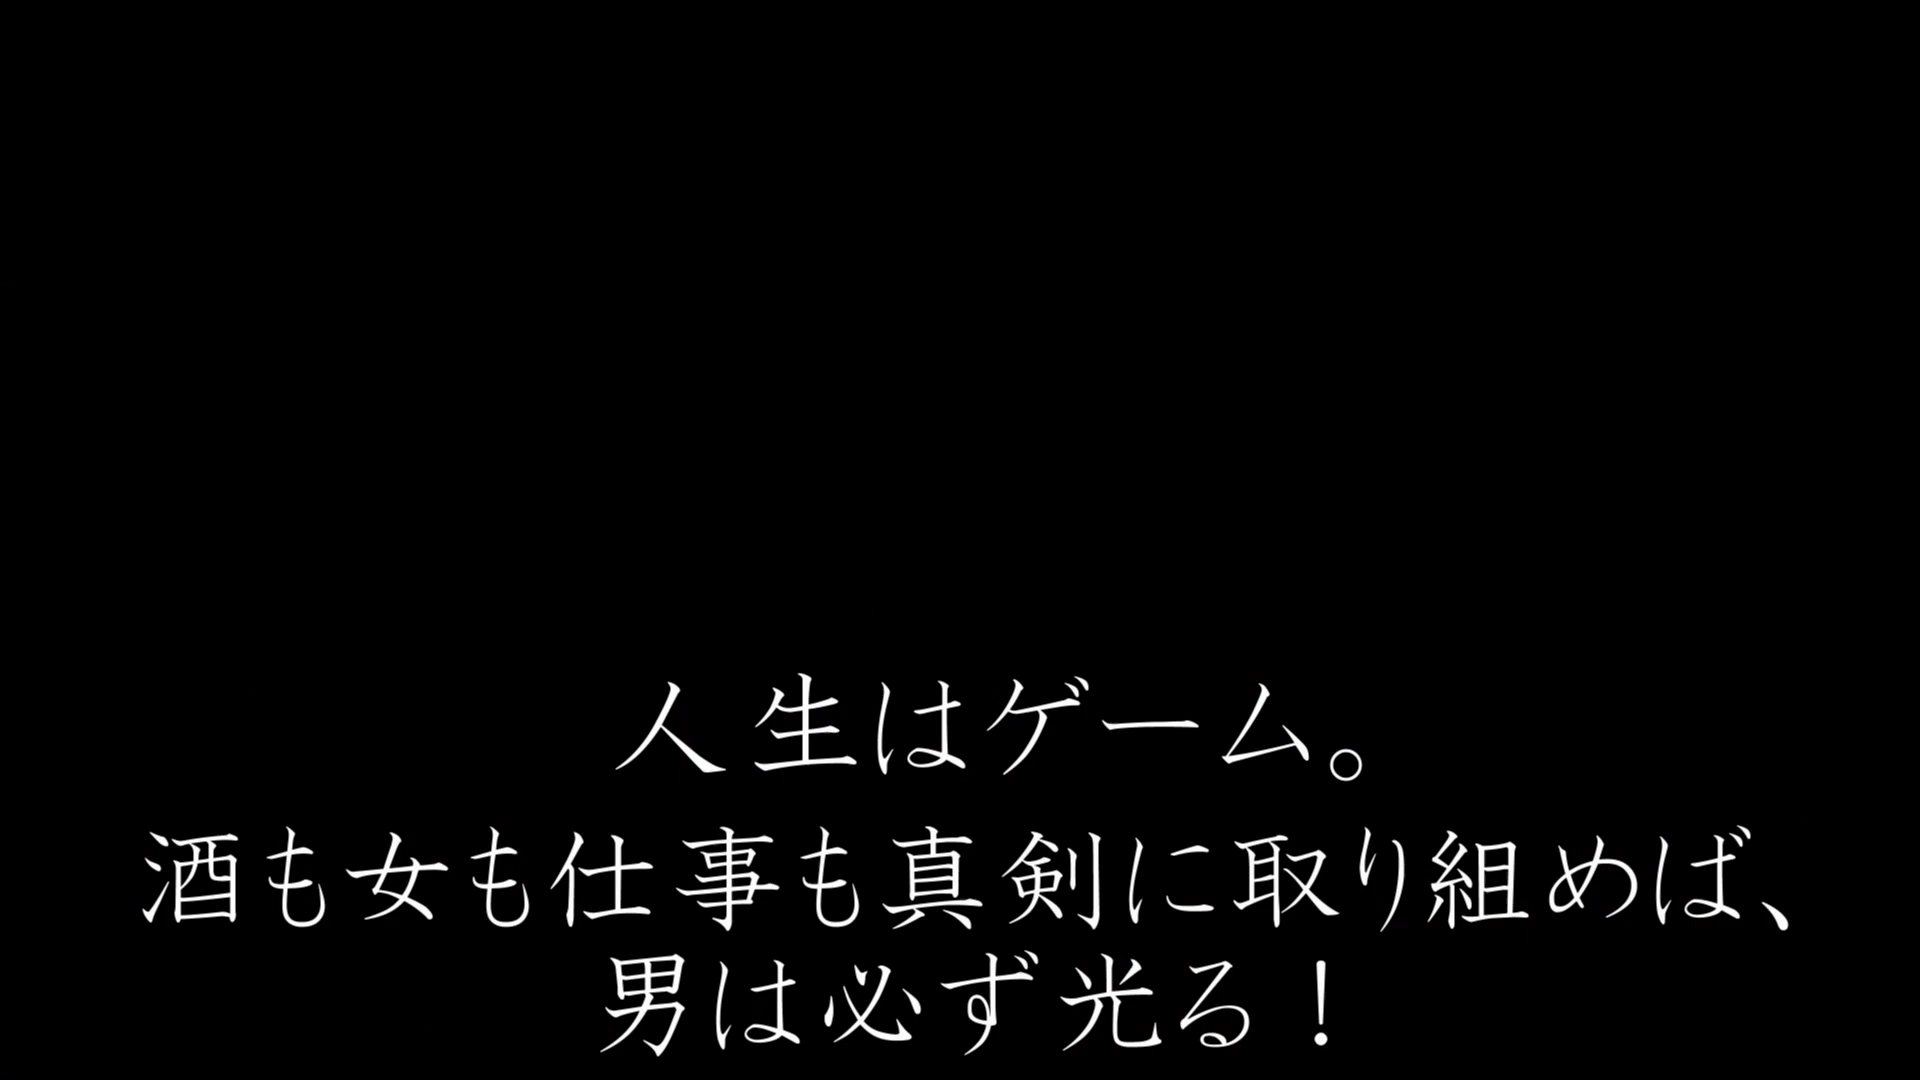 人生はゲーム。
酒も女も仕事も真剣に取り組めば、
男は必ず光る！